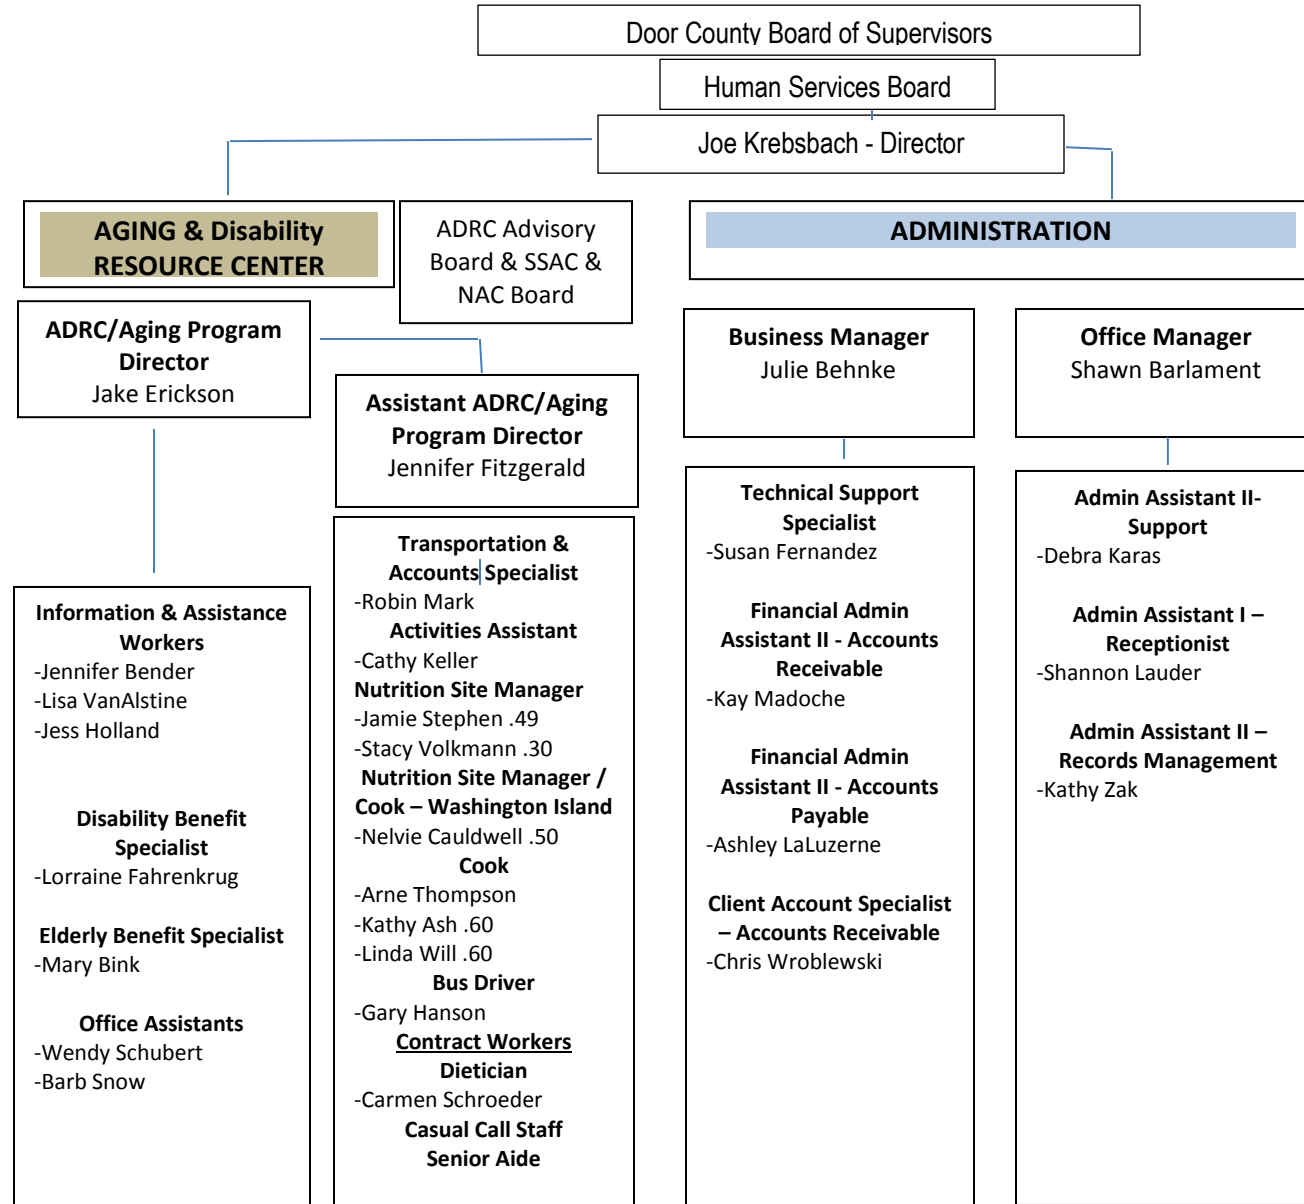 Door County Board of Supervisors
Human Services Board
Joe Krebsbach - Director
AGING & Disability
RESOURCE CENTER
ADRC Advisory
Board & SSAC &
NAC Board
ADMINISTRATION
ADRC/Aging Program
Director
Jake Erickson
Assistant ADRC/Aging
Program Director
Jennifer Fitzgerald
Business Manager
Julie Behnke
Office Manager
Shawn Barlament
Information & Assistance
Workers
-Jennifer Bender
-Lisa VanAlstine
-Jess Holland
Disability Benefit
Specialist
-Lorraine Fahrenkrug
Elderly Benefit Specialist
-Mary Bink
Office Assistants
-Wendy Schubert
-Barb Snow
Transportation &
Accounts Specialist
-Robin Mark
Activities Assistant
-Cathy Keller
Nutrition Site Manager
-Jamie Stephen .49
-Stacy Volkmann .30
Nutrition Site Manager /
Cook – Washington Island
-Nelvie Cauldwell .50
Cook
-Arne Thompson
-Kathy Ash .60
-Linda Will .60
Bus Driver
-Gary Hanson
Contract Workers
Dietician
-Carmen Schroeder
Casual Call Staff
Senior Aide
Technical Support
Specialist
-Susan Fernandez
Financial Admin
Assistant II - Accounts
Receivable
-Kay Madoche
Financial Admin
Assistant II - Accounts
Payable
-Ashley LaLuzerne
Client Account Specialist
– Accounts Receivable
-Chris Wroblewski
Admin Assistant II-
Support
-Debra Karas
Admin Assistant I –
Receptionist
-Shannon Lauder
Admin Assistant II –
Records Management
-Kathy Zak